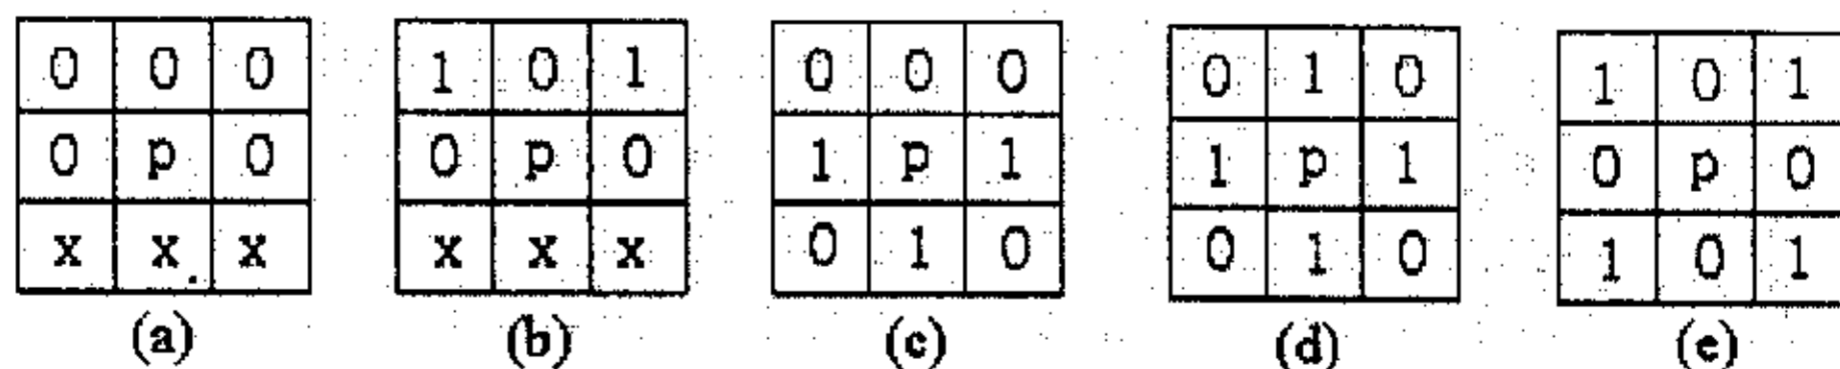 0 0 0 1 0 1 0 0 0 0 1 0 1 0 1
0 p 0 0 p 0 1 p 1 1 p 1 0 p 0
x x x x x x 0 1 0 0 1 0 1 0 1
(a) (b) (c) (d) (e)